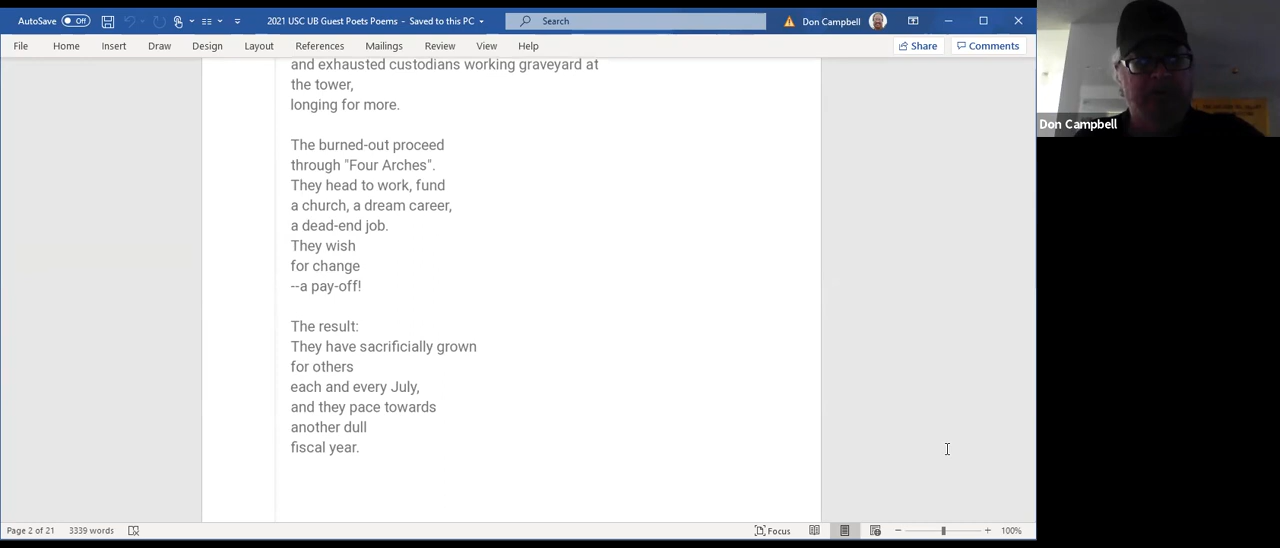 AutoSave Off 2021 USC UB Guest Poets Poems - Saved to this PC Search Don Campbell
File Home Insert Draw Design Layout References Mailings Review View Help Share Comments
and exhausted custodians working graveyard at
the tower,
longing for more.
The burned-out proceed
through "Four Arches".
They head to work, fund
a church, a dream career,
a dead-end job.
They wish
for change
--a pay-off!
The result:
They have sacrificially grown
for others
each and every July,
and they pace towards
another dull
fiscal year.
Page 2 of 21 3339 words Focus 100%
Don Campbell